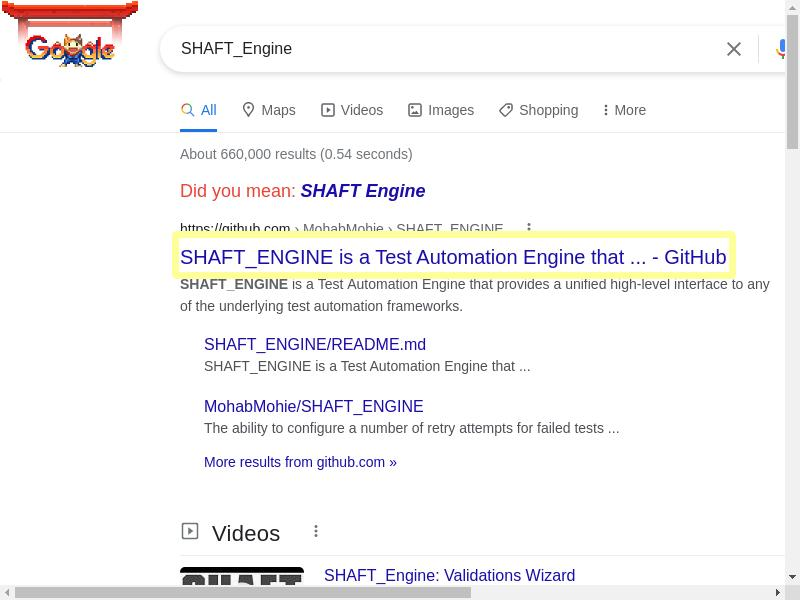 Google
SHAFT_Engine
All Maps Videos Images Shopping More
About 660,000 results (0.54 seconds)
Did you mean: SHAFT Engine
https://github.com › MohabMohie › SHAFT_ENGINE
SHAFT_ENGINE is a Test Automation Engine that ... - GitHub
SHAFT_ENGINE is a Test Automation Engine that provides a unified high-level interface to any
of the underlying test automation frameworks.
SHAFT_ENGINE/README.md
SHAFT_ENGINE is a Test Automation Engine that ...
MohabMohie/SHAFT_ENGINE
The ability to configure a number of retry attempts for failed tests ...
More results from github.com »
Videos
SHAFT
SHAFT_Engine: Validations Wizard